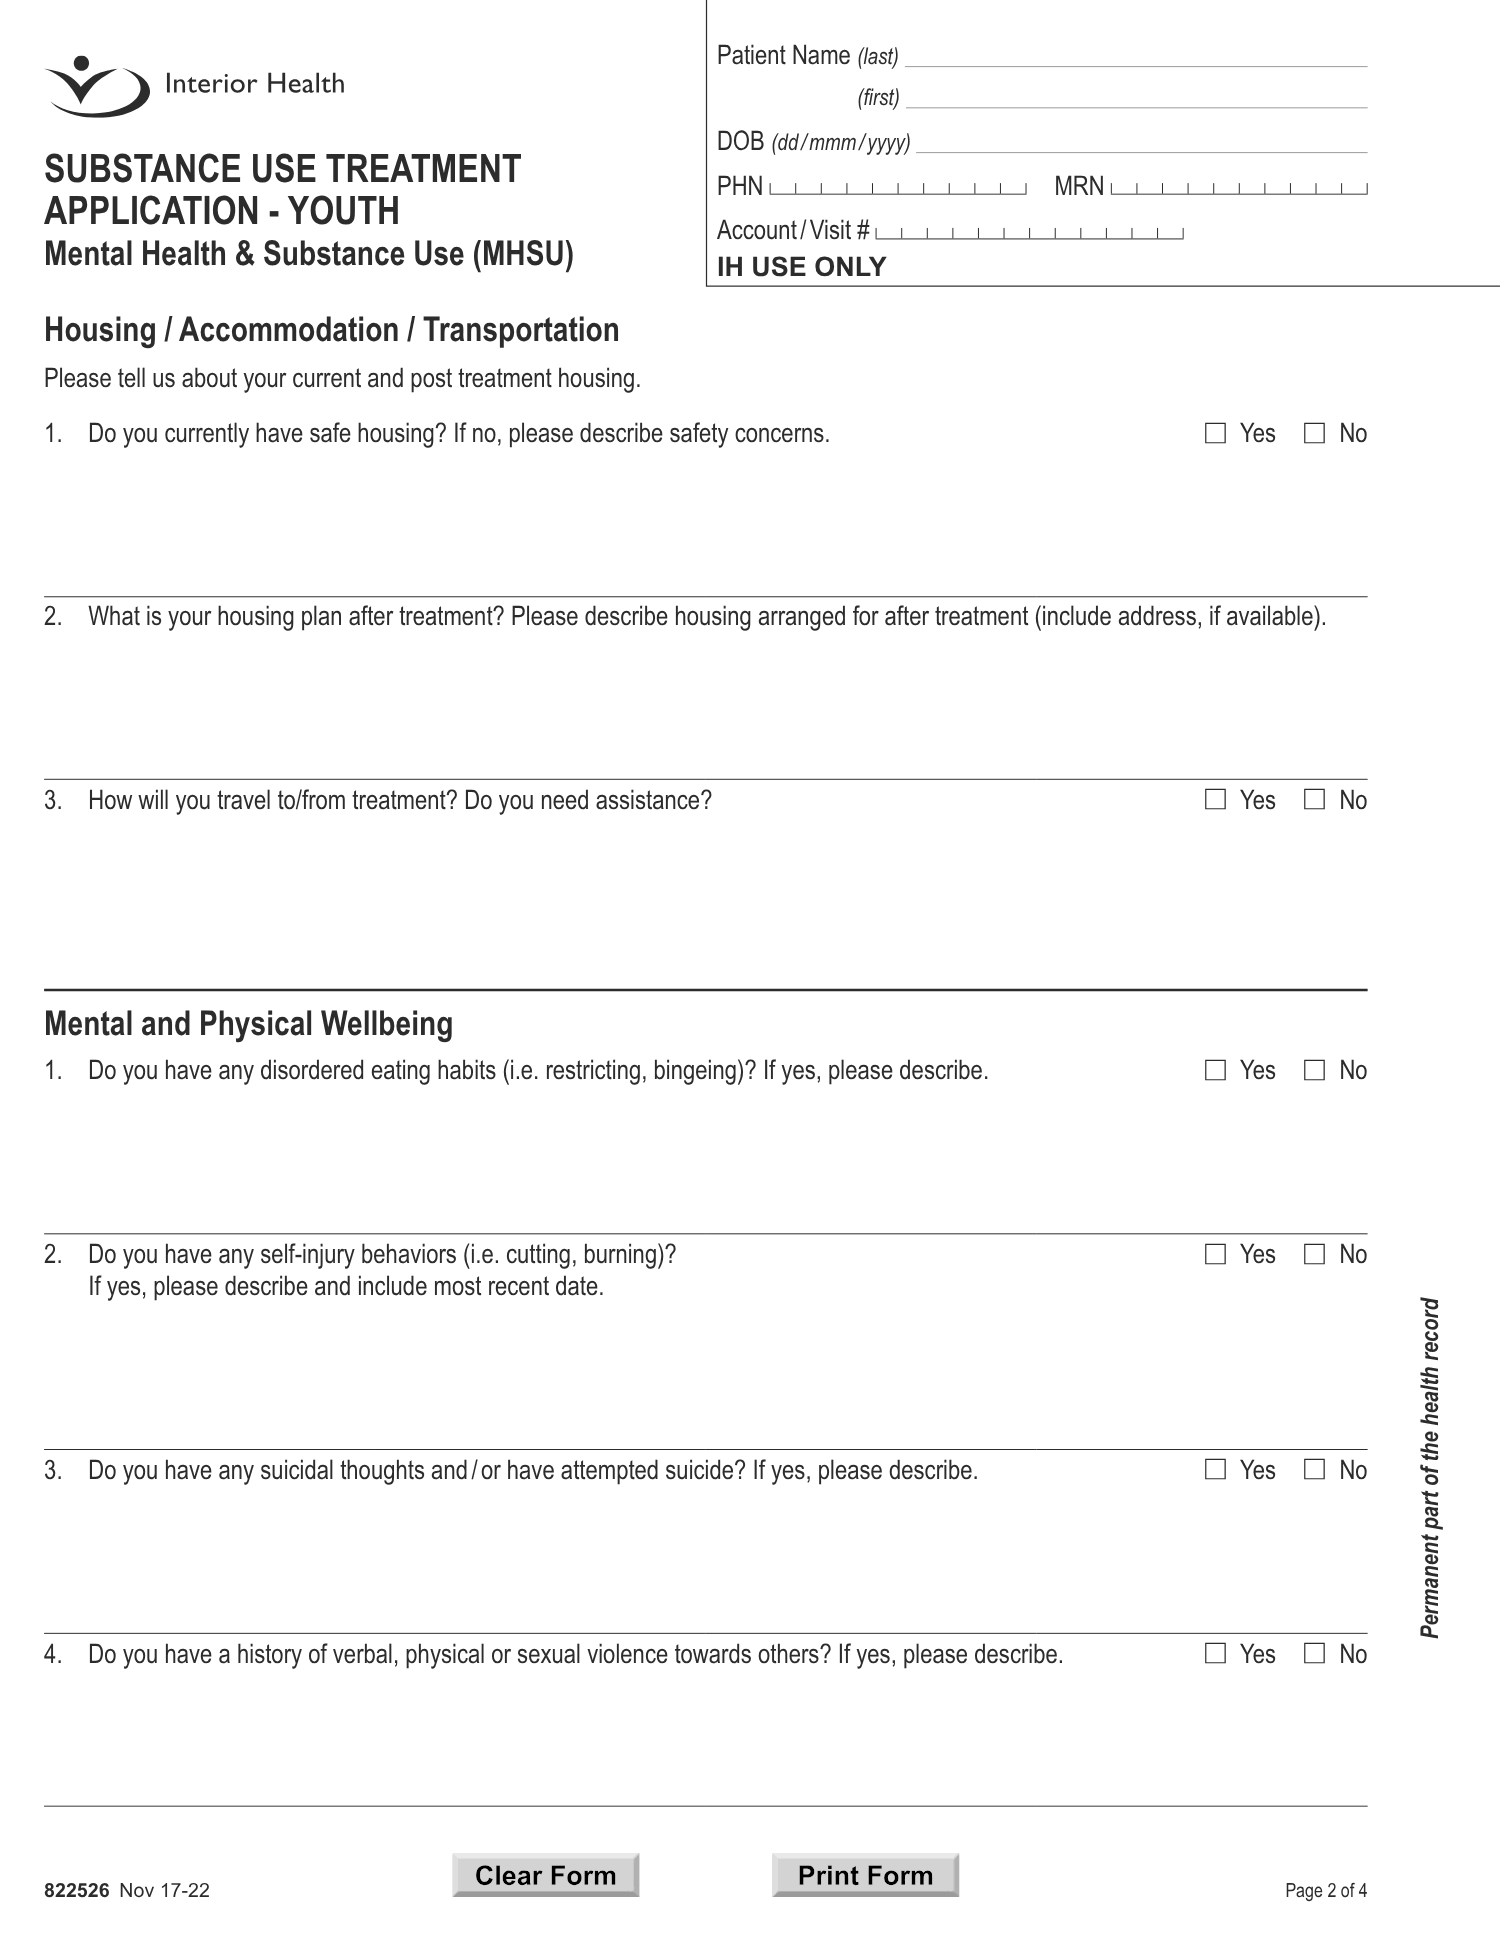 Interior Health
SUBSTANCE USE TREATMENT
APPLICATION - YOUTH
Mental Health & Substance Use (MHSU)
Patient Name (last)
(first)
DOB (dd/mmm/yyyy)
PHN MRN
Account/Visit #
IH USE ONLY
Housing / Accommodation / Transportation
Please tell us about your current and post treatment housing.
1. Do you currently have safe housing? If no, please describe safety concerns. Yes No
2. What is your housing plan after treatment? Please describe housing arranged for after treatment (include address, if available).
3. How will you travel to/from treatment? Do you need assistance? Yes No
Mental and Physical Wellbeing
1. Do you have any disordered eating habits (i.e. restricting, bingeing)? If yes, please describe. Yes No
2. Do you have any self-injury behaviors (i.e. cutting, burning)? Yes No
If yes, please describe and include most recent date.
3. Do you have any suicidal thoughts and/or have attempted suicide? If yes, please describe. Yes No
4. Do you have a history of verbal, physical or sexual violence towards others? If yes, please describe. Yes No
Permanent part of the health record
Clear Form Print Form
822526 Nov 17-22 Page 2 of 4